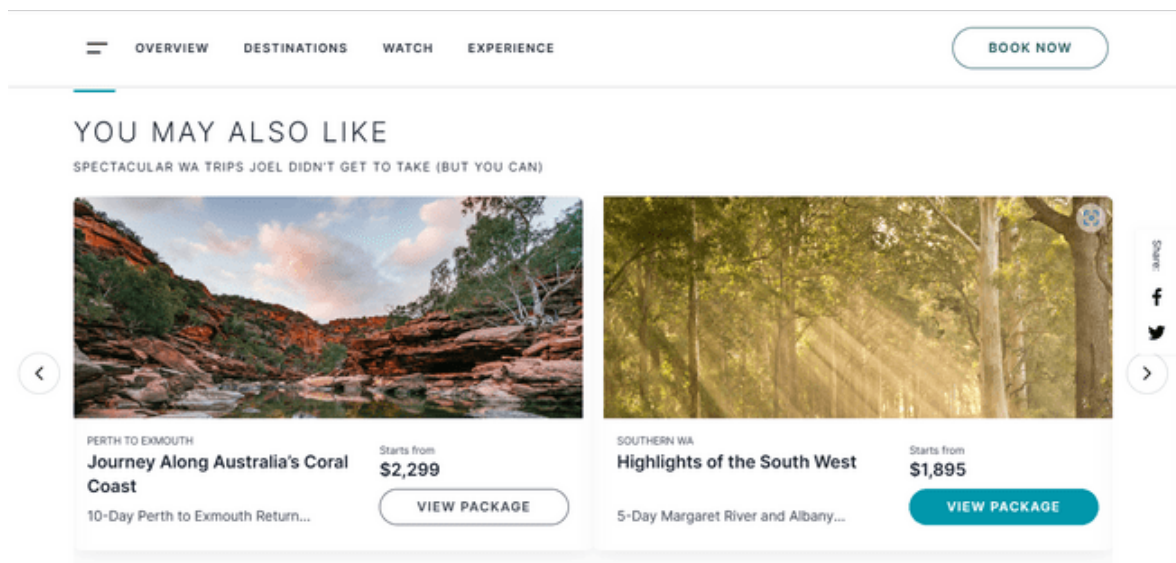 OVERVIEW DESTINATIONS WATCH EXPERIENCE BOOK NOW
YOU MAY ALSO LIKE
SPECTACULAR WA TRIPS JOEL DIDN'T GET TO TAKE (BUT YOU CAN)
Share:
PERTH TO EXMOUTH
Journey Along Australia's Coral
Coast
10-Day Perth to Exmouth Return...
Starts from
$2,299
VIEW PACKAGE
SOUTHERN WA
Highlights of the South West
5-Day Margaret River and Albany...
Starts from
$1,895
VIEW PACKAGE